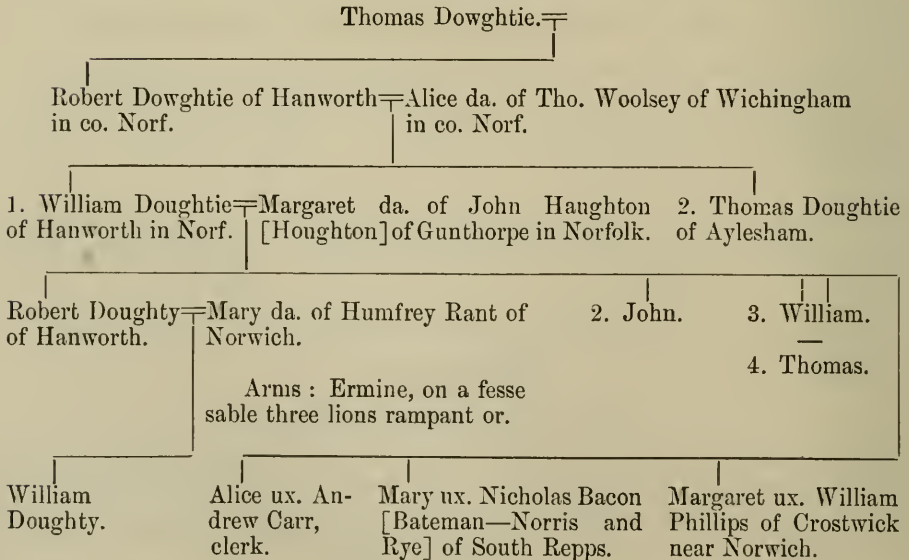 Thomas Dowghtie.
Robert Dowghtie of Hanworth
in co. Norf.
Alice da. of Tho. Woolsey of Wichingham
in co. Norf.
1. William Doughtie
of Hanworth in Norf.
Margaret da. of John Haughton
[Houghton] of Gunthorpe in Norfolk.
2. Thomas Doughtie
of Aylesham.
Robert Doughty
of Hanworth.
Mary da. of Humfrey Rant of
Norwich.
2. John.
3. William.
—
4. Thomas.
Arms : Ermine, on a fesse
sable three lions rampant or.
William
Doughty.
Alice ux. An-
drew Carr,
clerk.
Mary ux. Nicholas Bacon
[Bateman—Norris and
Rye] of South Repps.
Margaret ux. William
Phillips of Crostwick
near Norwich.